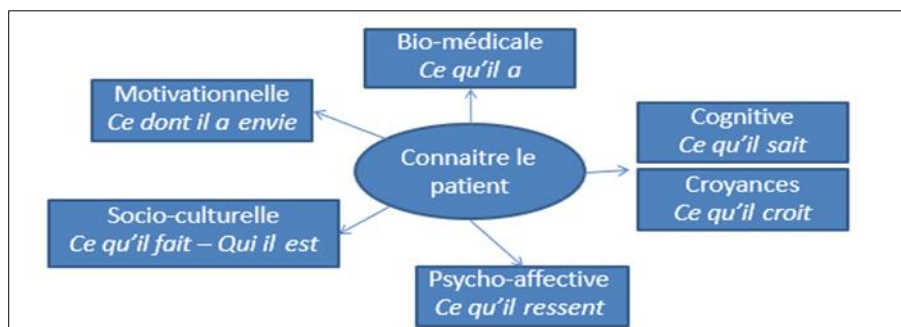 Bio-médicale
Ce qu'il a
Motivationnelle
Ce dont il a envie
Cognitive
Ce qu'il sait
Connaitre le
patient
Croyances
Ce qu'il croit
Socio-culturelle
Ce qu'il fait – Qui il est
Psycho-affective
Ce qu'il ressent